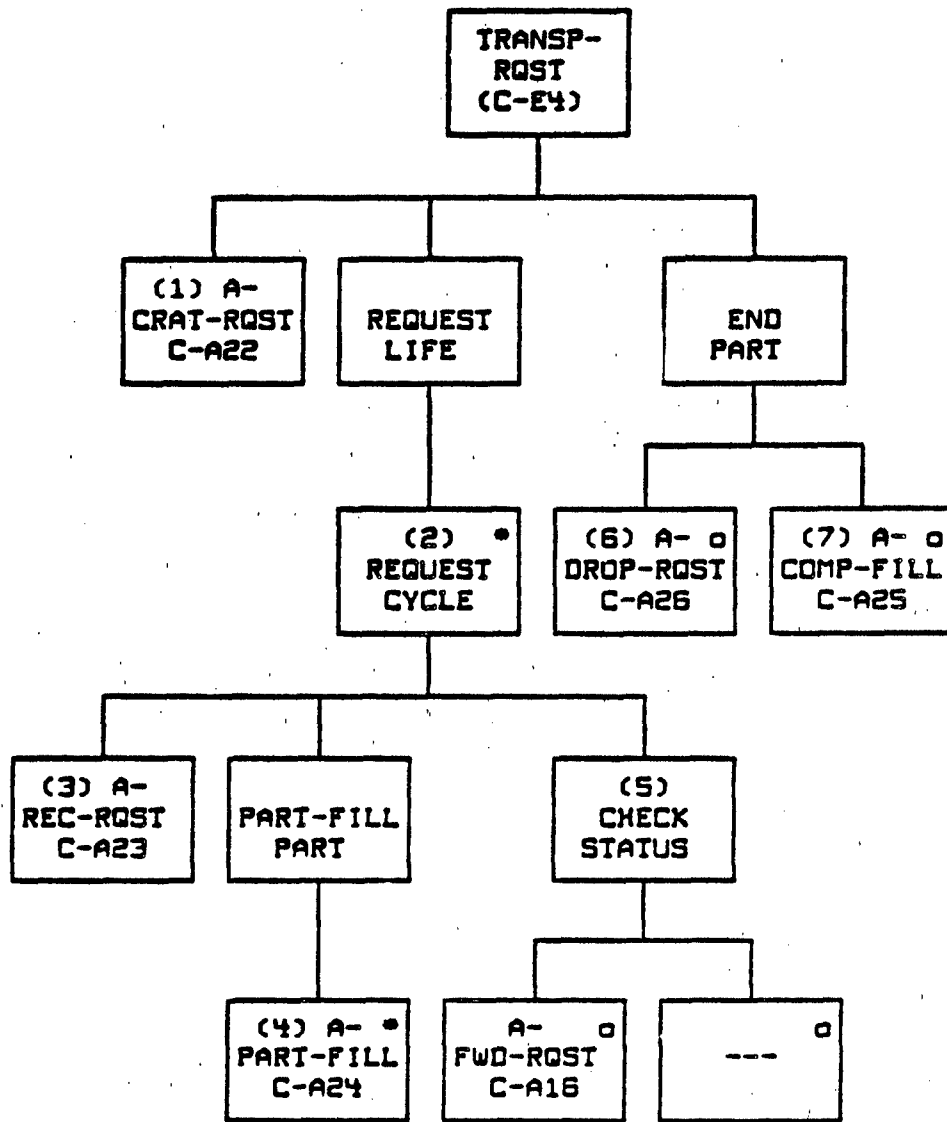 TRANSP-
RQST
(C-E4)
(1) A-
CRAT-RQST
C-A22
REQUEST
LIFE
END
PART
(2) *
REQUEST
CYCLE
(6) A- o
DROP-RQST
C-A26
(7) A- o
COMP-FILL
C-A25
(3) A-
REC-RQST
C-A23
PART-FILL
PART
(5)
CHECK
STATUS
(4) A- *
PART-FILL
C-A24
A- o
FWD-RQST
C-A16
o
---